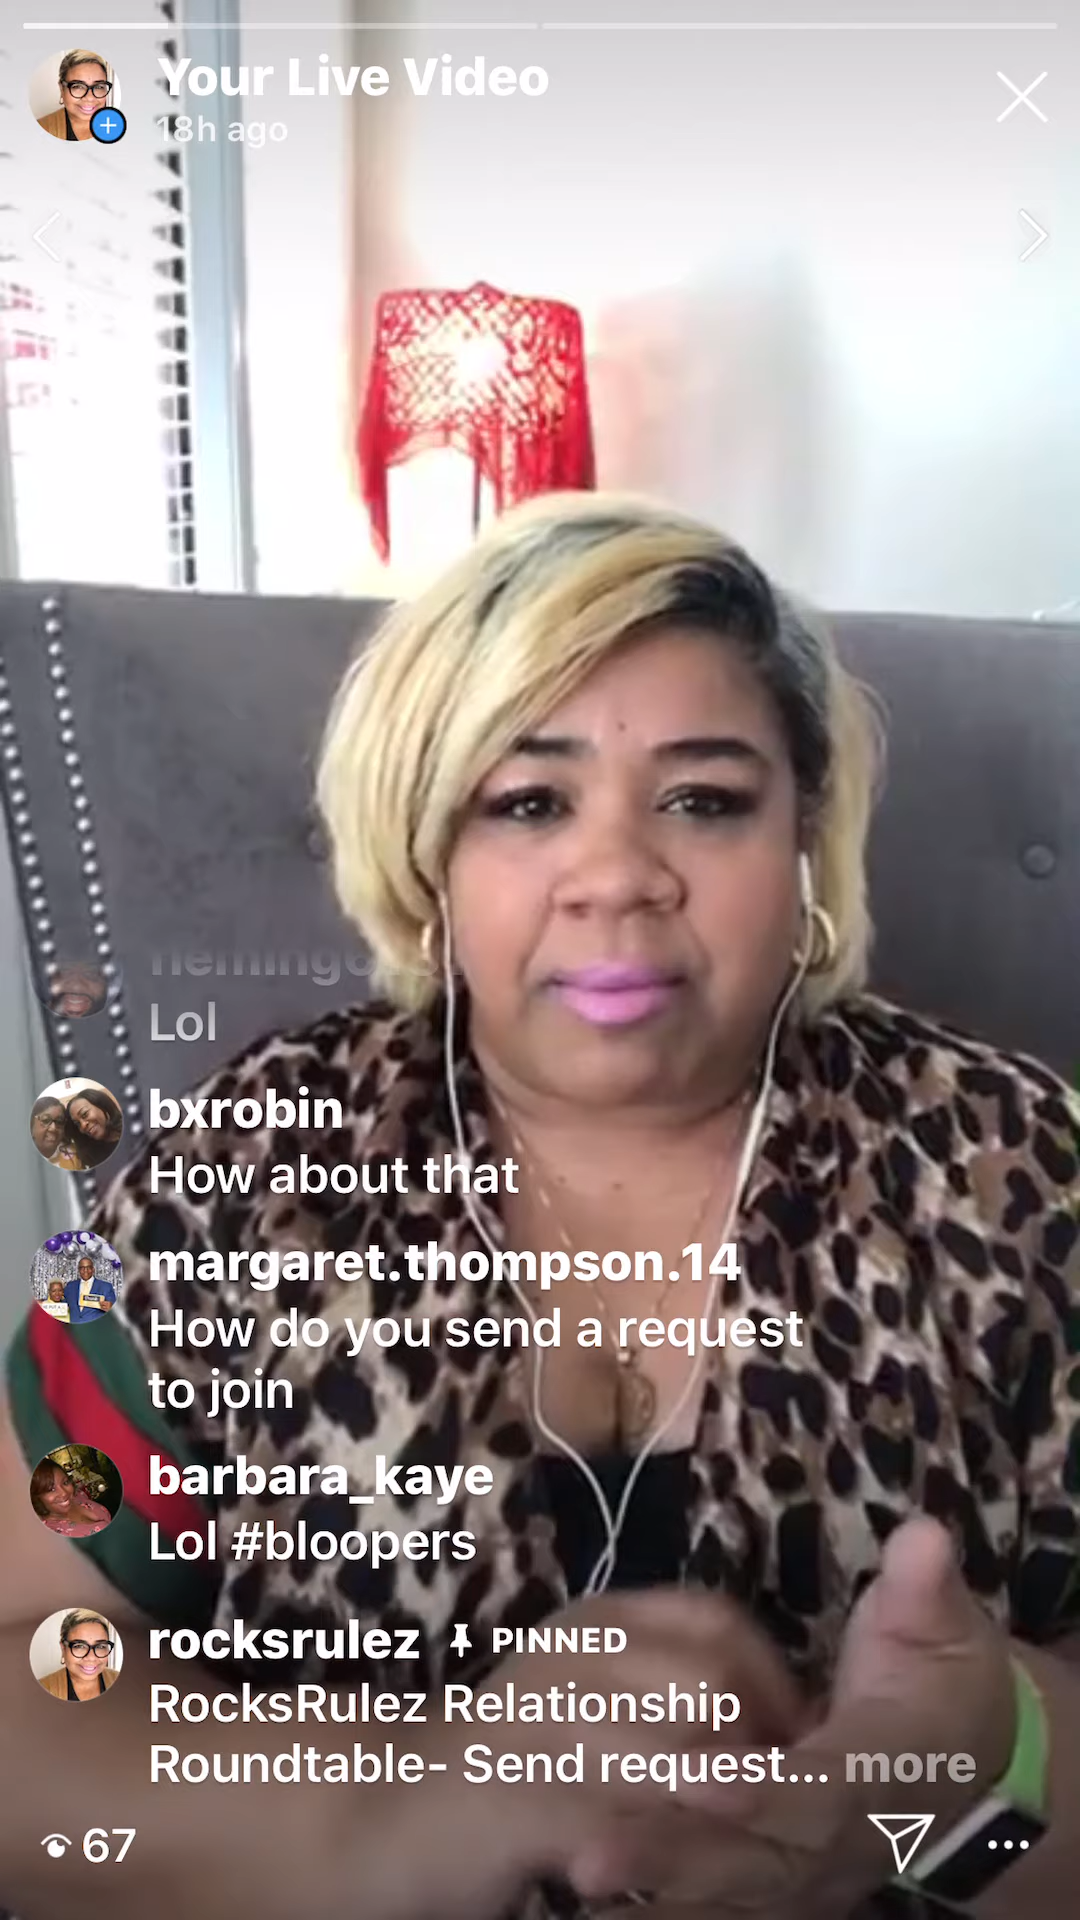 Your Live Video
18h ago
Lol
bxrobin
How about that
margaret.thompson.14
How do you send a request
to join
barbara_kaye
Lol #bloopers
rocksrulez PINNED
RocksRulez Relationship
Roundtable- Send request... more
67